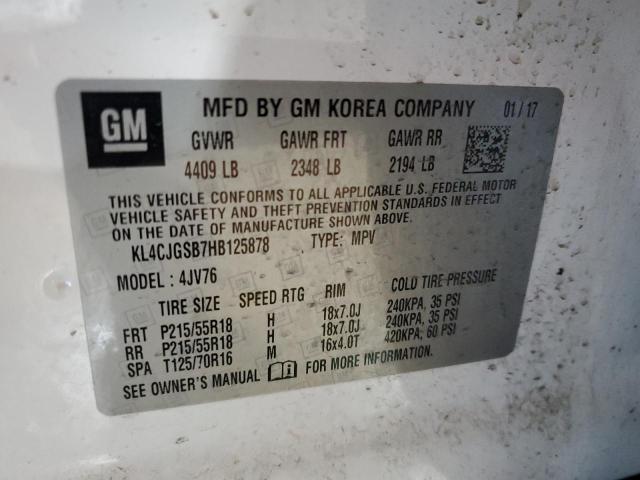 GM MFD BY GM KOREA COMPANY 01/17
GVWR GAWR FRT GAWR RR
4409 LB 2348 LB 2194 LB
THIS VEHICLE CONFORMS TO ALL APPLICABLE U.S. FEDERAL MOTOR
VEHICLE SAFETY AND THEFT PREVENTION STANDARDS IN EFFECT
ON THE DATE OF MANUFACTURE SHOWN ABOVE.
KL4CJGSB7HB125878 TYPE: MPV
MODEL : 4JV76
TIRE SIZE SPEED RTG RIM COLD TIRE PRESSURE
FRT P215/55R18 H 18x7.0J 240KPA, 35 PSI
RR P215/55R18 H 18x7.0J 240KPA, 35 PSI
SPA T125/70R16 M 16x4.0T 420KPA, 60 PSI
SEE OWNER'S MANUAL FOR MORE INFORMATION.